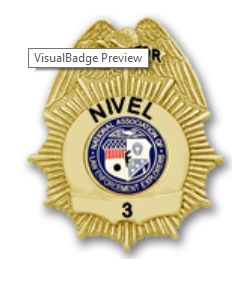 VisualBadge Preview
NIVEL
NATIONAL ASSOCIATION OF
LAW ENFORCEMENT EXPLORERS
3